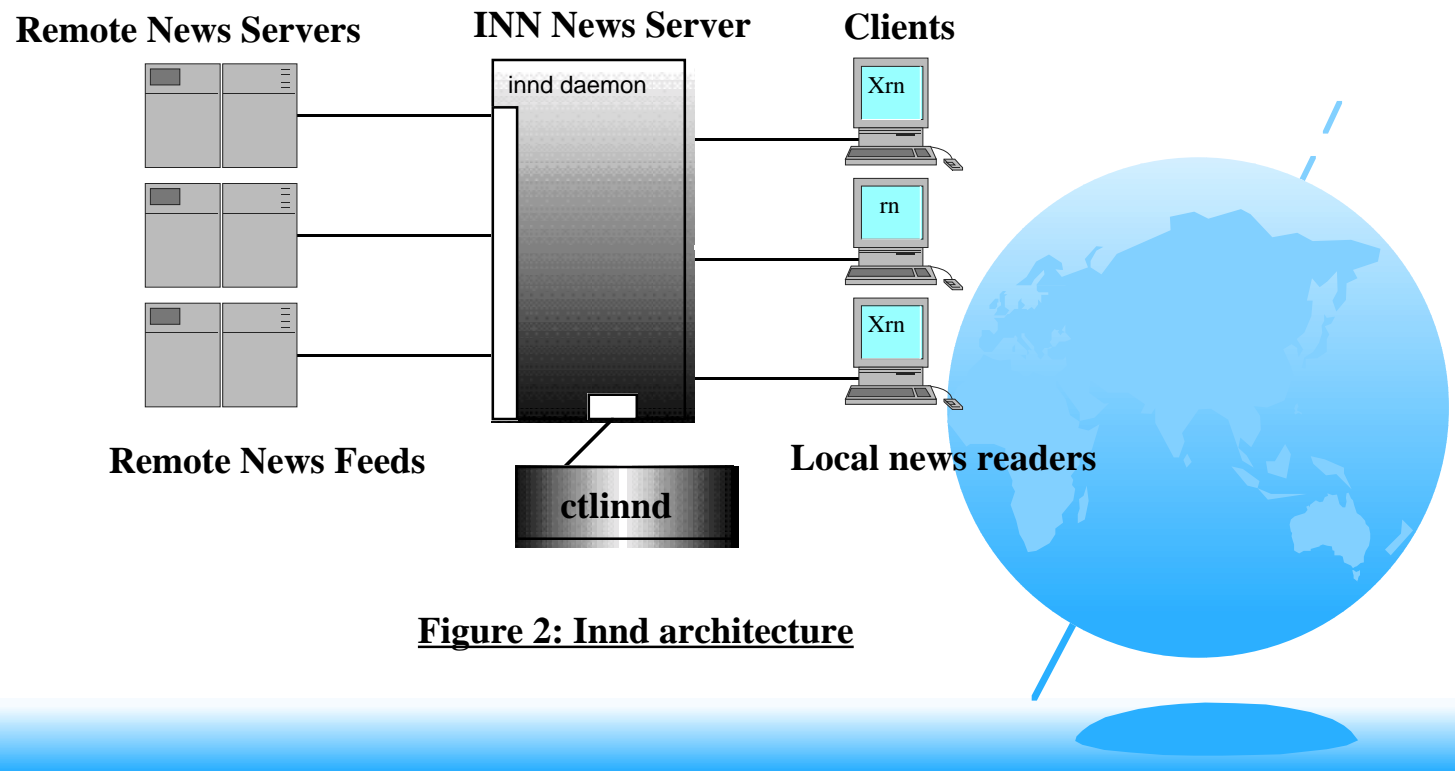 Remote News Servers
INN News Server
Clients
innd daemon
Xrn
rn
Xrn
Remote News Feeds
Local news readers
ctlinnd
Figure 2: Innd architecture